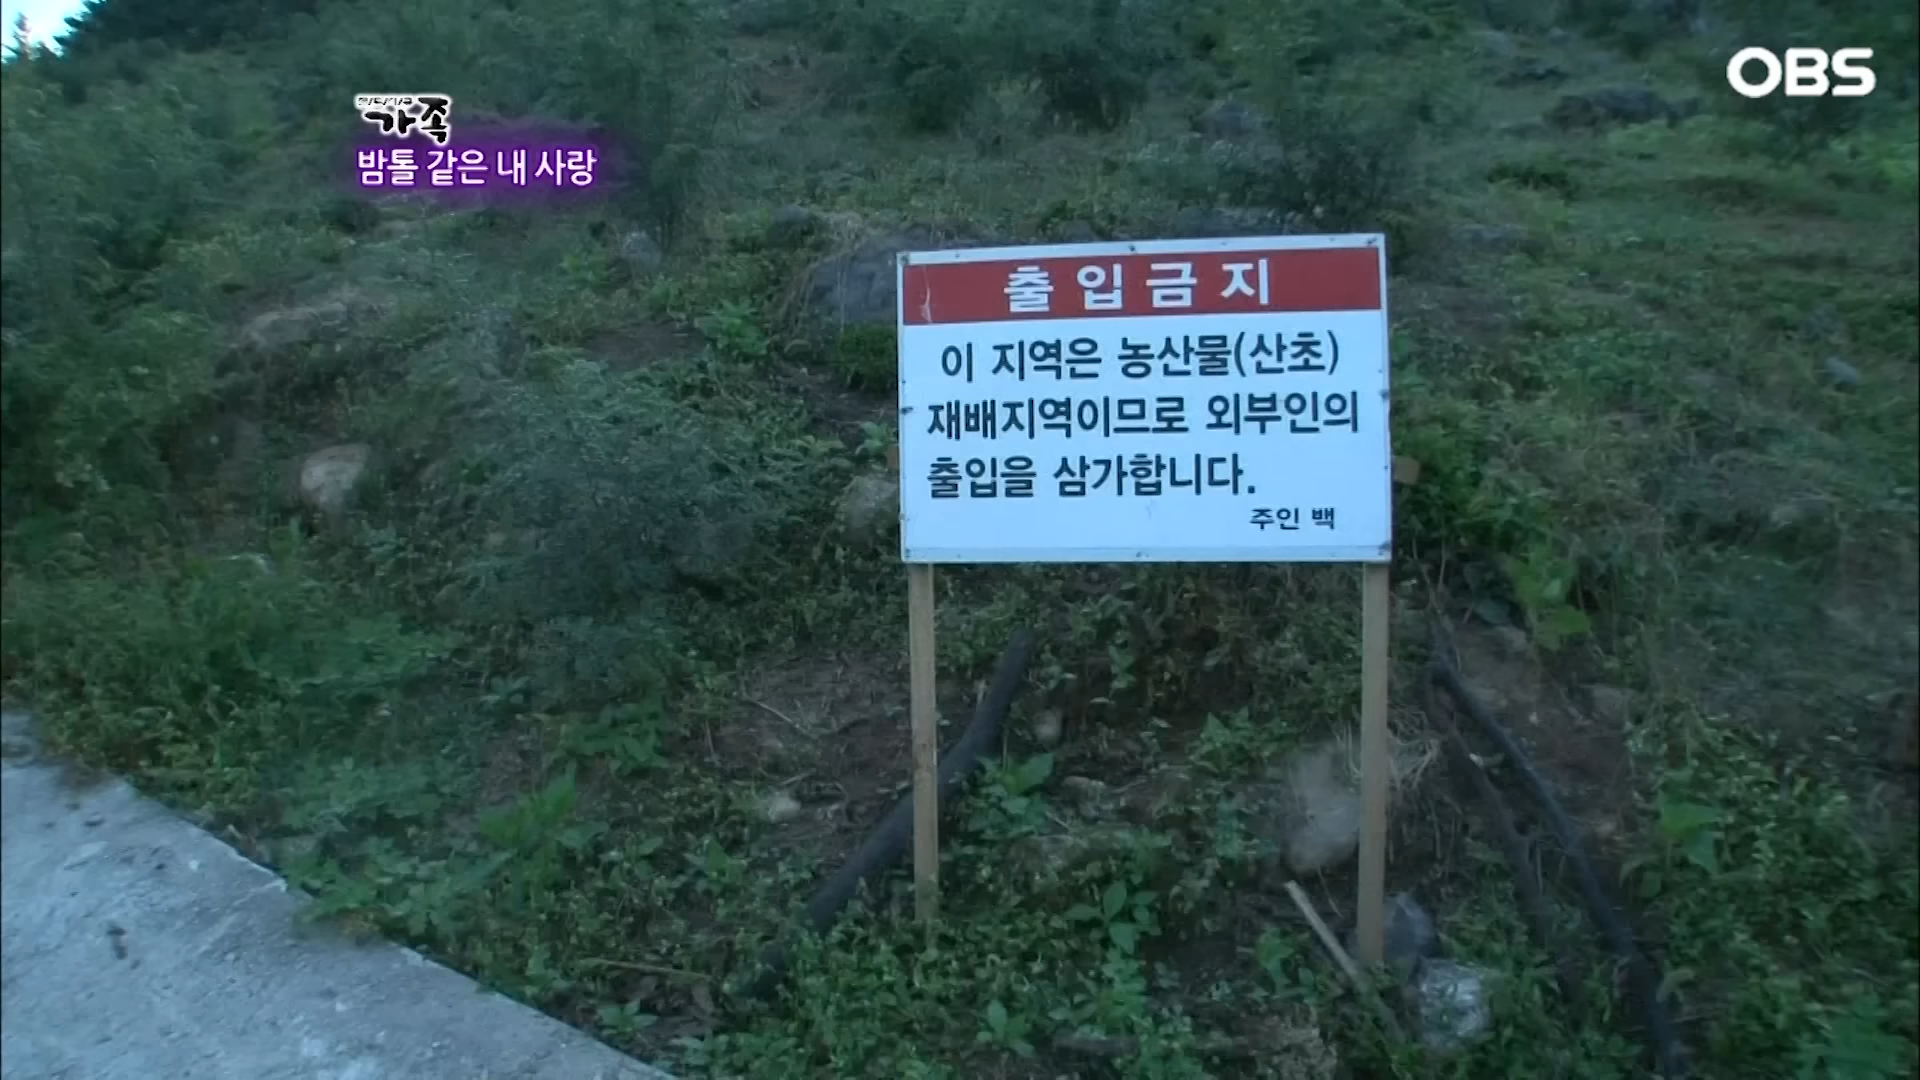 OBS
가족
밤톨 같은 내 사랑
출입금지
이 지역은 농산물(산초)
재배지역이므로 외부인의
출입을 삼가합니다.
주인 백